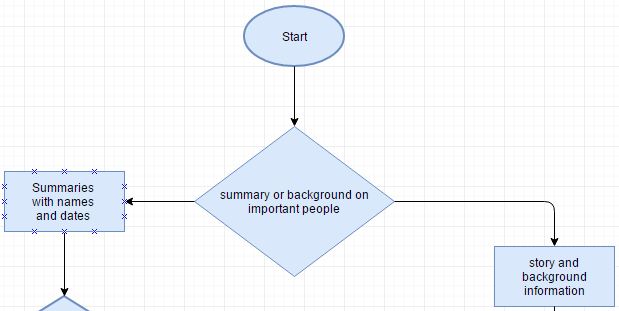 Start
summary or background on
important people
Summaries
with names
and dates
story and
background
information